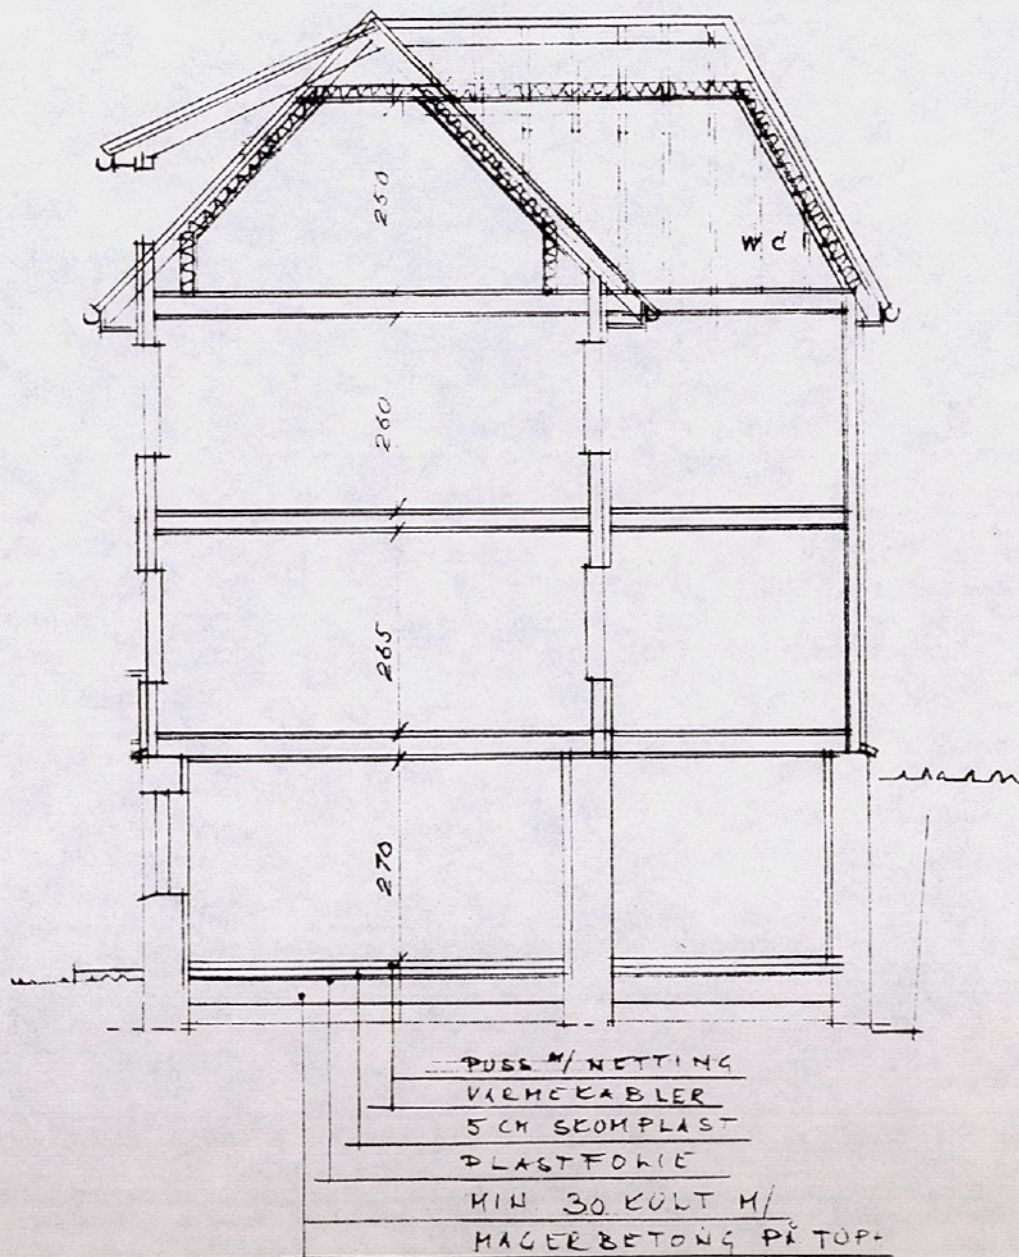 250
WC
260
265
270
PUSS M/ NETTING
VARMEKABLER
5 CM SKUMPLAST
PLASTFOLIE
MIN 30 KULT M/
MAGERBETONG PÅ TOP